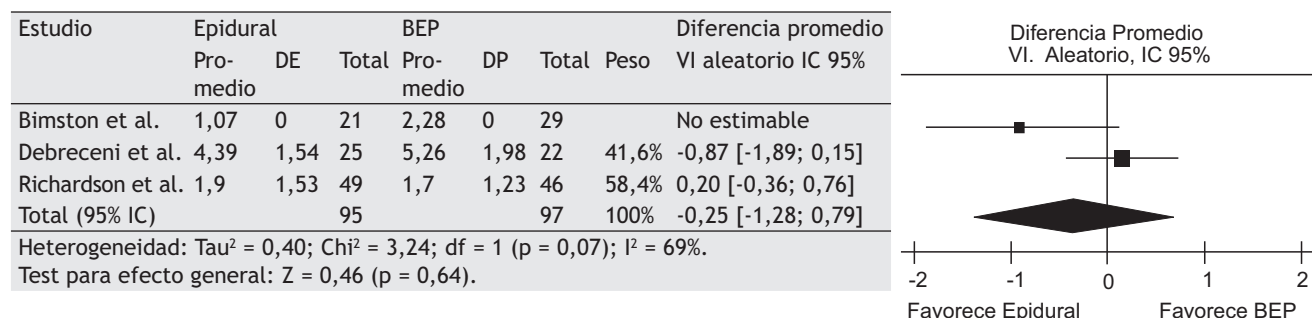 Estudio Epidural BEP Diferencia promedio
Pro- DE Total Pro- DP Total Peso VI aleatorio IC 95%
medio medio
Bimston et al. 1,07 0 21 2,28 0 29 No estimable
Debreceni et al. 4,39 1,54 25 5,26 1,98 22 41,6% -0,87 [-1,89; 0,15]
Richardson et al. 1,9 1,53 49 1,7 1,23 46 58,4% 0,20 [-0,36; 0,76]
Total (95% IC) 95 97 100% -0,25 [-1,28; 0,79]
Heterogeneidad: Tau² = 0,40; Chi² = 3,24; df = 1 (p = 0,07); I² = 69%.
Test para efecto general: Z = 0,46 (p = 0,64).
Diferencia Promedio
VI. Aleatorio, IC 95%
-2 -1 0 1 2
Favorece Epidural Favorece BEP